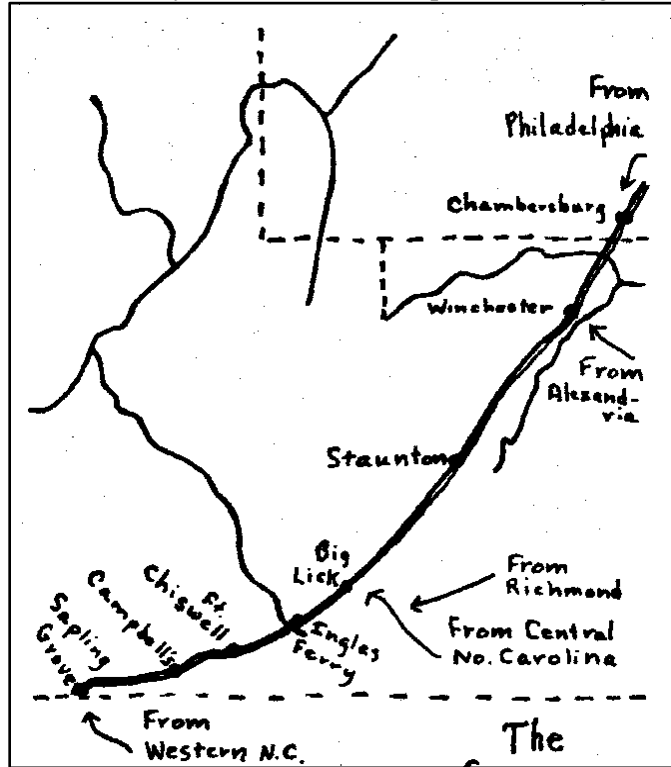 From
Philadelphia
Chambersburg
Winchester
From
Alexand-
ria
Staunton
Big
Lick
From
Richmond
Ft.
Chiswell
Campbell's
Sapling
Grove
Ingles
Ferry
From Central
No. Carolina
From
Western N.C.
The